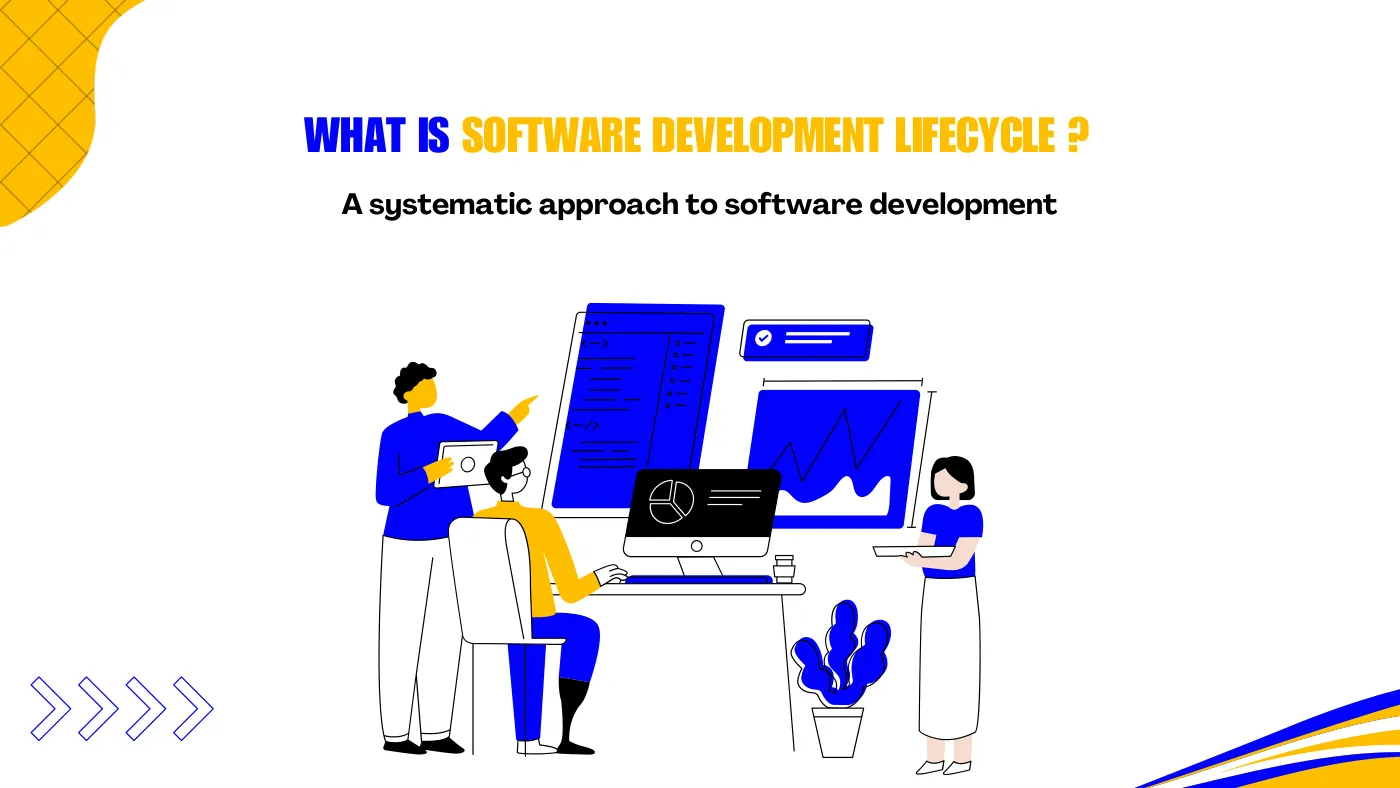 WHAT IS SOFTWARE DEVELOPMENT LIFECYCLE ?
A systematic approach to software development